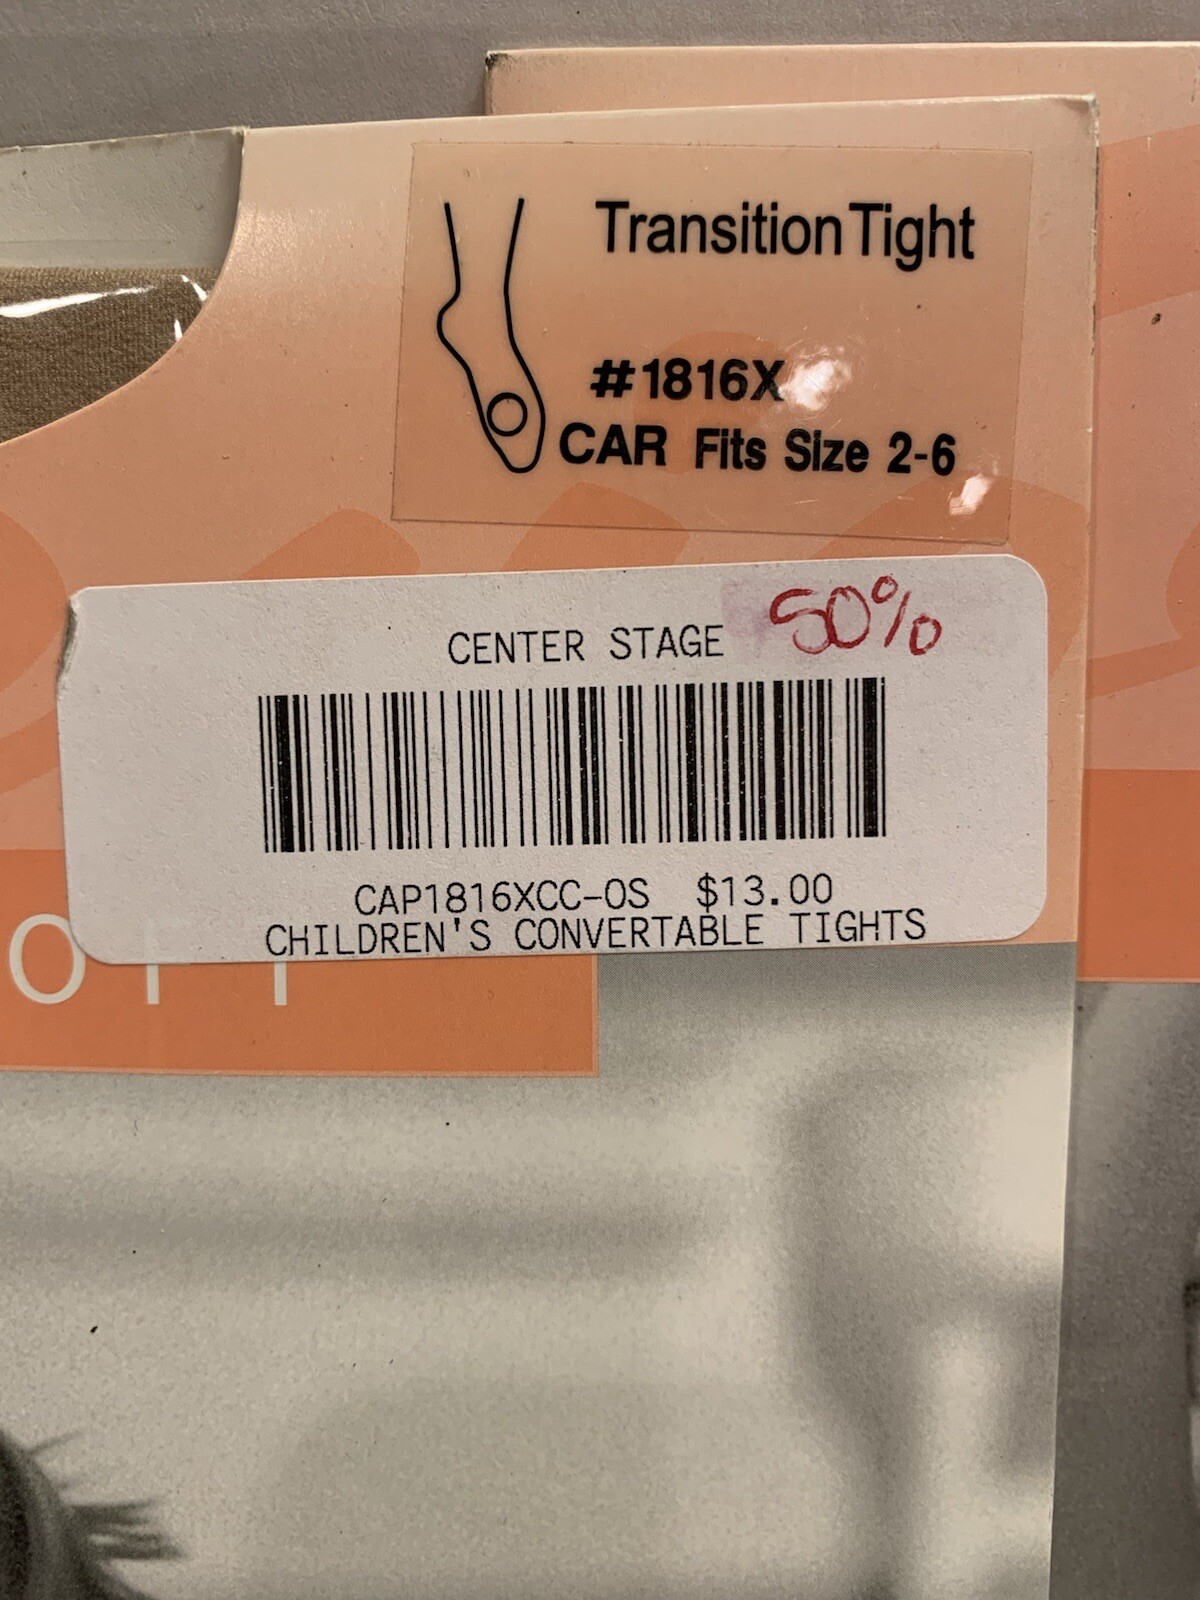 Transition Tight
#1816X
CAR Fits Size 2-6
50%
CENTER STAGE
CAP1816XCC-OS $13.00
CHILDREN'S CONVERTABLE TIGHTS